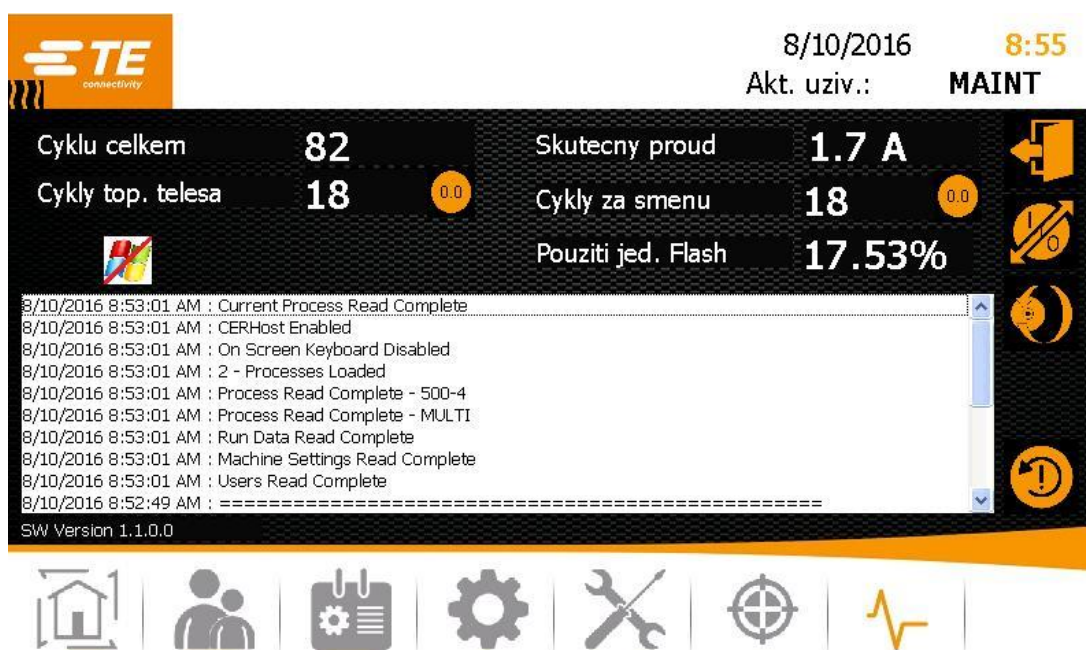 TE
connectivity
8/10/2016 8:55
Akt. uziv.: MAINT
Cyklu celkem 82
Skutecny proud 1.7 A
Cykly top. telesa 18 0.0
Cykly za smenu 18 0.0
Pouziti jed. Flash 17.53%
I/O
8/10/2016 8:53:01 AM : Current Process Read Complete
8/10/2016 8:53:01 AM : CERHost Enabled
8/10/2016 8:53:01 AM : On Screen Keyboard Disabled
8/10/2016 8:53:01 AM : 2 - Processes Loaded
8/10/2016 8:53:01 AM : Process Read Complete - 500-4
8/10/2016 8:53:01 AM : Process Read Complete - MULTI
8/10/2016 8:53:01 AM : Run Data Read Complete
8/10/2016 8:53:01 AM : Machine Settings Read Complete
8/10/2016 8:53:01 AM : Users Read Complete
8/10/2016 8:52:49 AM : ====================================================
SW Version 1.1.0.0